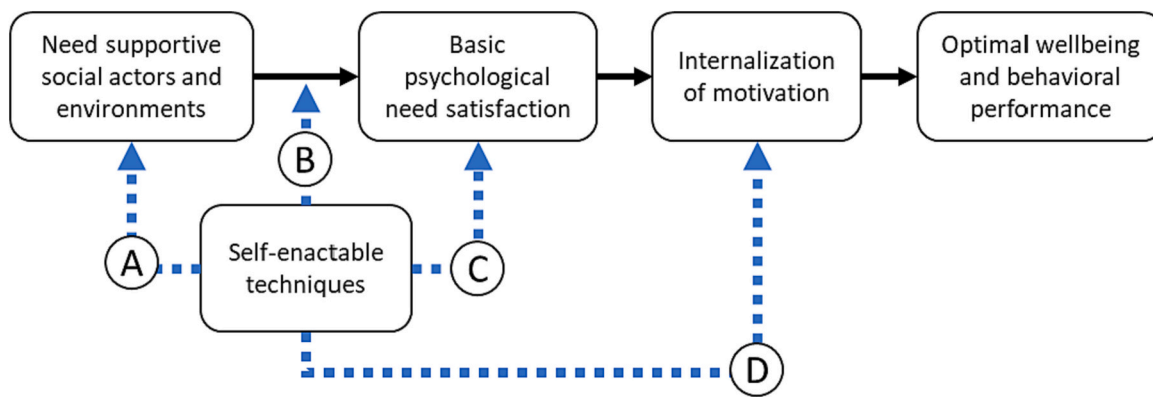 Need supportive
social actors and
environments
Basic
psychological
need satisfaction
Internalization
of motivation
Optimal wellbeing
and behavioral
performance
B
A
Self-enactable
techniques
C
D